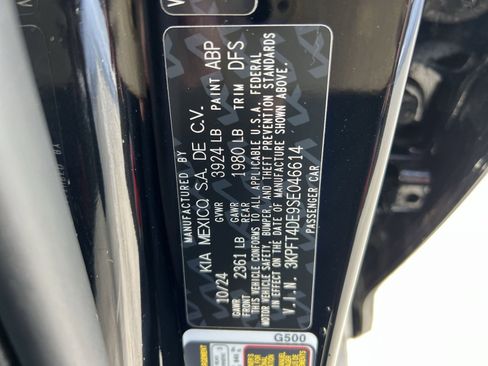 MANUFACTURED BY
KIA MEXICO, S.A. DE C.V.
10/24 GVWR 3924 LB PAINT ABP
GAWR FRONT 2361 LB GAWR REAR 1980 LB TRIM DFS
THIS VEHICLE CONFORMS TO ALL APPLICABLE U.S.A. FEDERAL
MOTOR VEHICLE SAFETY, BUMPER, AND THEFT PREVENTION STANDARDS
IN EFFECT ON THE DATE OF MANUFACTURE SHOWN ABOVE.
V.I.N. 3KPFT4DE9SE046614
PASSENGER CAR
G500